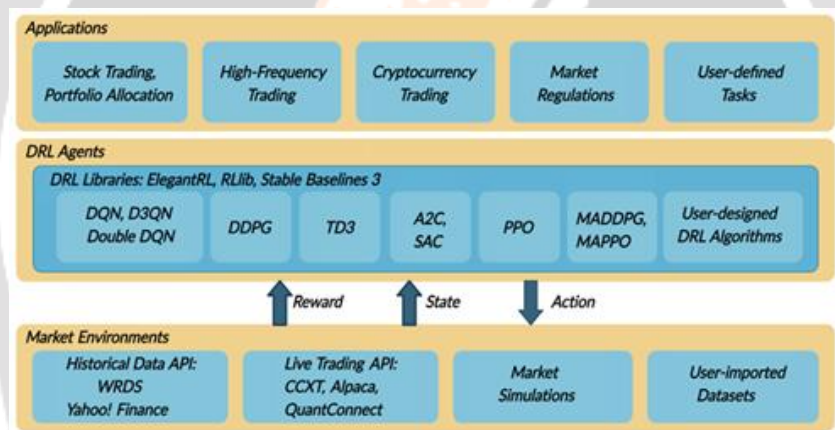 Applications
Stock Trading,
Portfolio Allocation
High-Frequency
Trading
Cryptocurrency
Trading
Market
Regulations
User-defined
Tasks
DRL Agents
DRL Libraries: ElegantRL, RLlib, Stable Baselines 3
DQN, D3QN
Double DQN
DDPG
TD3
A2C,
SAC
PPO
MADDPG,
MAPPO
User-designed
DRL Algorithms
Reward
State
Action
Market Environments
Historical Data API:
WRDS
Yahoo! Finance
Live Trading API:
CCXT, Alpaca,
QuantConnect
Market
Simulations
User-imported
Datasets